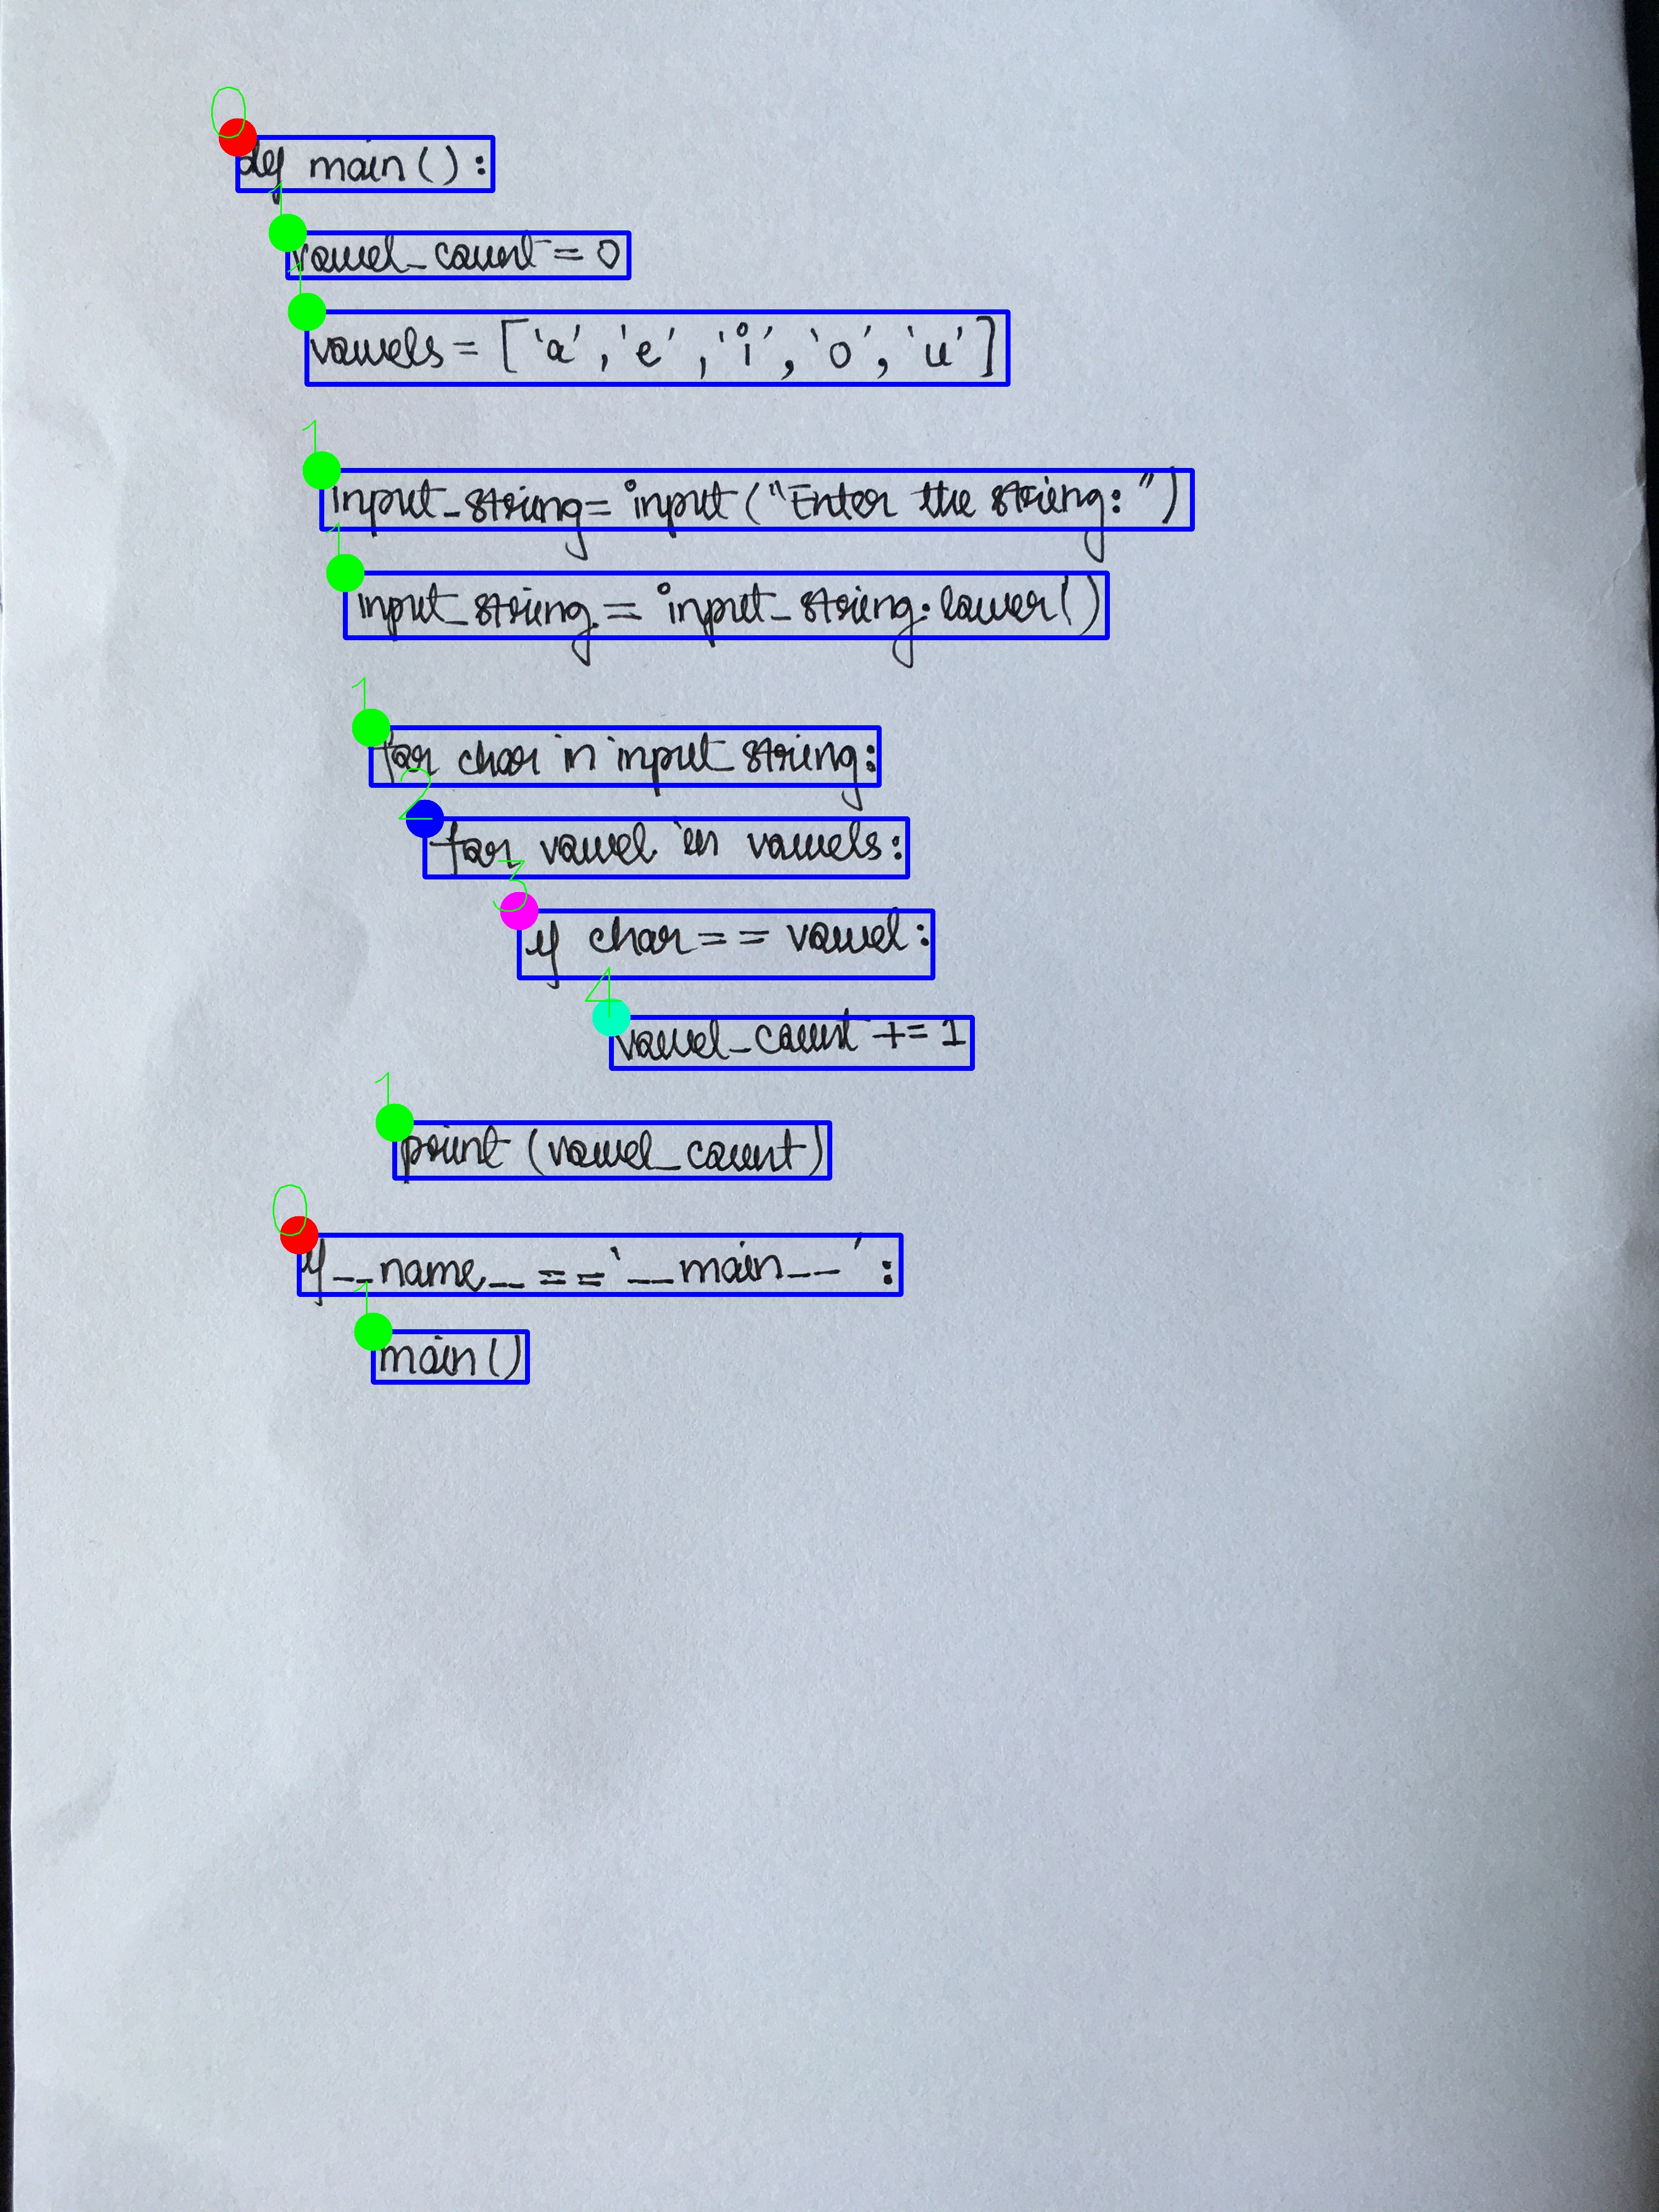 0
def main():
1
vowel_count = 0
1
vowels = ['a', 'e', 'i', 'o', 'u']
1
input_string= input("Enter the string:")
1
input_string = input_string.lower()
1
for char in input_string:
2
for vowel in vowels:
3
if char == vowel:
4
vowel_count += 1
1
print (vowel_count)
0
if __name__ == '__main__':
1
main()